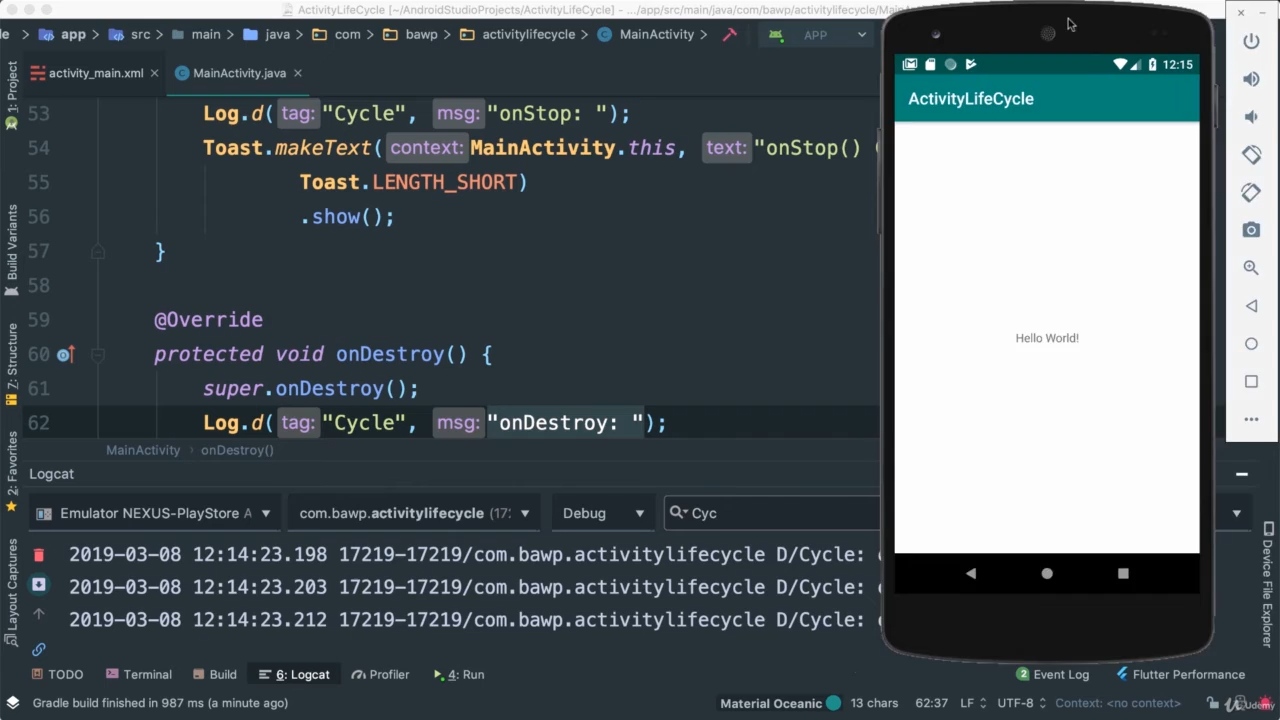 ActivityLifeCycle [~/AndroidStudioProjects/ActivityLifeCycle] - .../app/src/main/java/com/bawp/activitylifecycle/Mai
app src main java com bawp activitylifecycle MainActivity APP
activity_main.xml MainActivity.java
1: Project
Build Variants
7: Structure
2: Favorites
Layout Captures
53 Log.d( tag: "Cycle", msg: "onStop: ");
54 Toast.makeText( context: MainActivity.this, text: "onStop()
55 Toast.LENGTH_SHORT)
56 .show();
57 }
58
59 @Override
60 protected void onDestroy() {
61 super.onDestroy();
62 Log.d( tag: "Cycle", msg: "onDestroy: ");
MainActivity onDestroy()
12:15
ActivityLifeCycle
Hello World!
Logcat
Emulator NEXUS-PlayStore A com.bawp.activitylifecycle (172 Debug Cyc
2019-03-08 12:14:23.198 17219-17219/com.bawp.activitylifecycle D/Cycle:
2019-03-08 12:14:23.203 17219-17219/com.bawp.activitylifecycle D/Cycle:
2019-03-08 12:14:23.212 17219-17219/com.bawp.activitylifecycle D/Cycle:
Device File Explorer
TODO Terminal Build 6: Logcat Profiler 4: Run 2 Event Log Flutter Performance
Gradle build finished in 987 ms (a minute ago) Material Oceanic 13 chars 62:37 LF UTF-8 Context: <no context>
Udemy